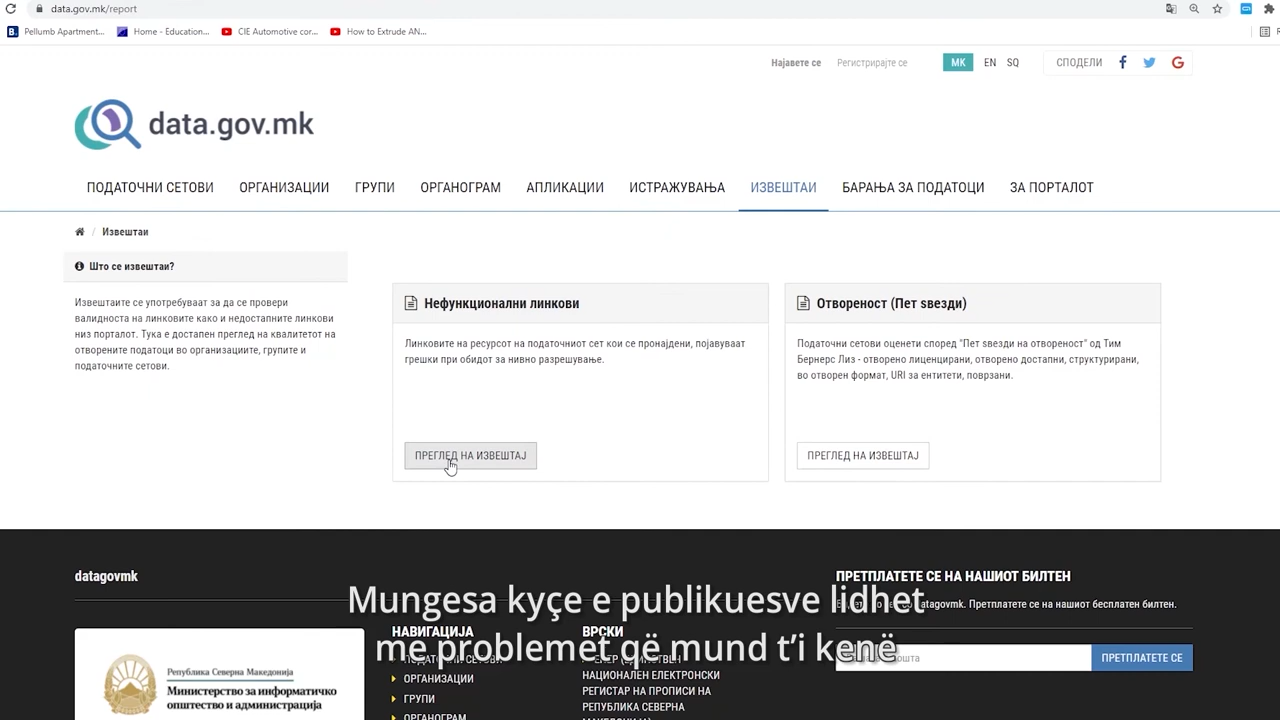 data.gov.mk/report
Pellumb Apartment...
Home - Education...
CIE Automotive cor...
How to Extrude AN...
Најавете се
Регистрирајте се
МК
EN
SQ
СПОДЕЛИ
data.gov.mk
ПОДАТОЧНИ СЕТОВИ
ОРГАНИЗАЦИИ
ГРУПИ
ОРГАНОГРАМ
АПЛИКАЦИИ
ИСТРАЖУВАЊА
ИЗВЕШТАИ
БАРАЊА ЗА ПОДАТОЦИ
ЗА ПОРТАЛОТ
/ Извештаи
Што се извештаи?
Извештаите се употребуваат за да се провери
валидноста на линковите како и недостапните линкови
низ порталот. Тука е достапен преглед на квалитетот на
отворените податоци во организациите, групите и
податочните сетови.
Нефункционални линкови
Линковите на ресурсот на податочниот сет кои се пронајдени, појавуваат
грешки при обидот за нивно разрешување.
ПРЕГЛЕД НА ИЗВЕШТАЈ
Отвореност (Пет ѕвезди)
Податочни сетови оценети според "Пет ѕвезди на отвореност" од Тим
Бернерс Лиз - отворено лиценцирани, отворено достапни, структурирани,
во отворен формат, URI за ентитети, поврзани.
ПРЕГЛЕД НА ИЗВЕШТАЈ
datagovmk
Република Северна Македонија
Министерство за информатичко
општество и администрација
НАВИГАЦИЈА
ОРГАНИЗАЦИИ
ГРУПИ
ОРГАНОГРАМ
ВРСКИ
НАЦИОНАЛЕН ЕЛЕКТРОНСКИ
РЕГИСТАР НА ПРОПИСИ НА
РЕПУБЛИКА СЕВЕРНА
ПРЕТПЛАТЕТЕ СЕ НА НАШИОТ БИЛТЕН
datagovmk. Претплатете се на нашиот бесплатен билтен.
ПРЕТПЛАТЕТЕ СЕ
Mungesa kyçe e publikuesve lidhet
me problemet që mund t'i kenë